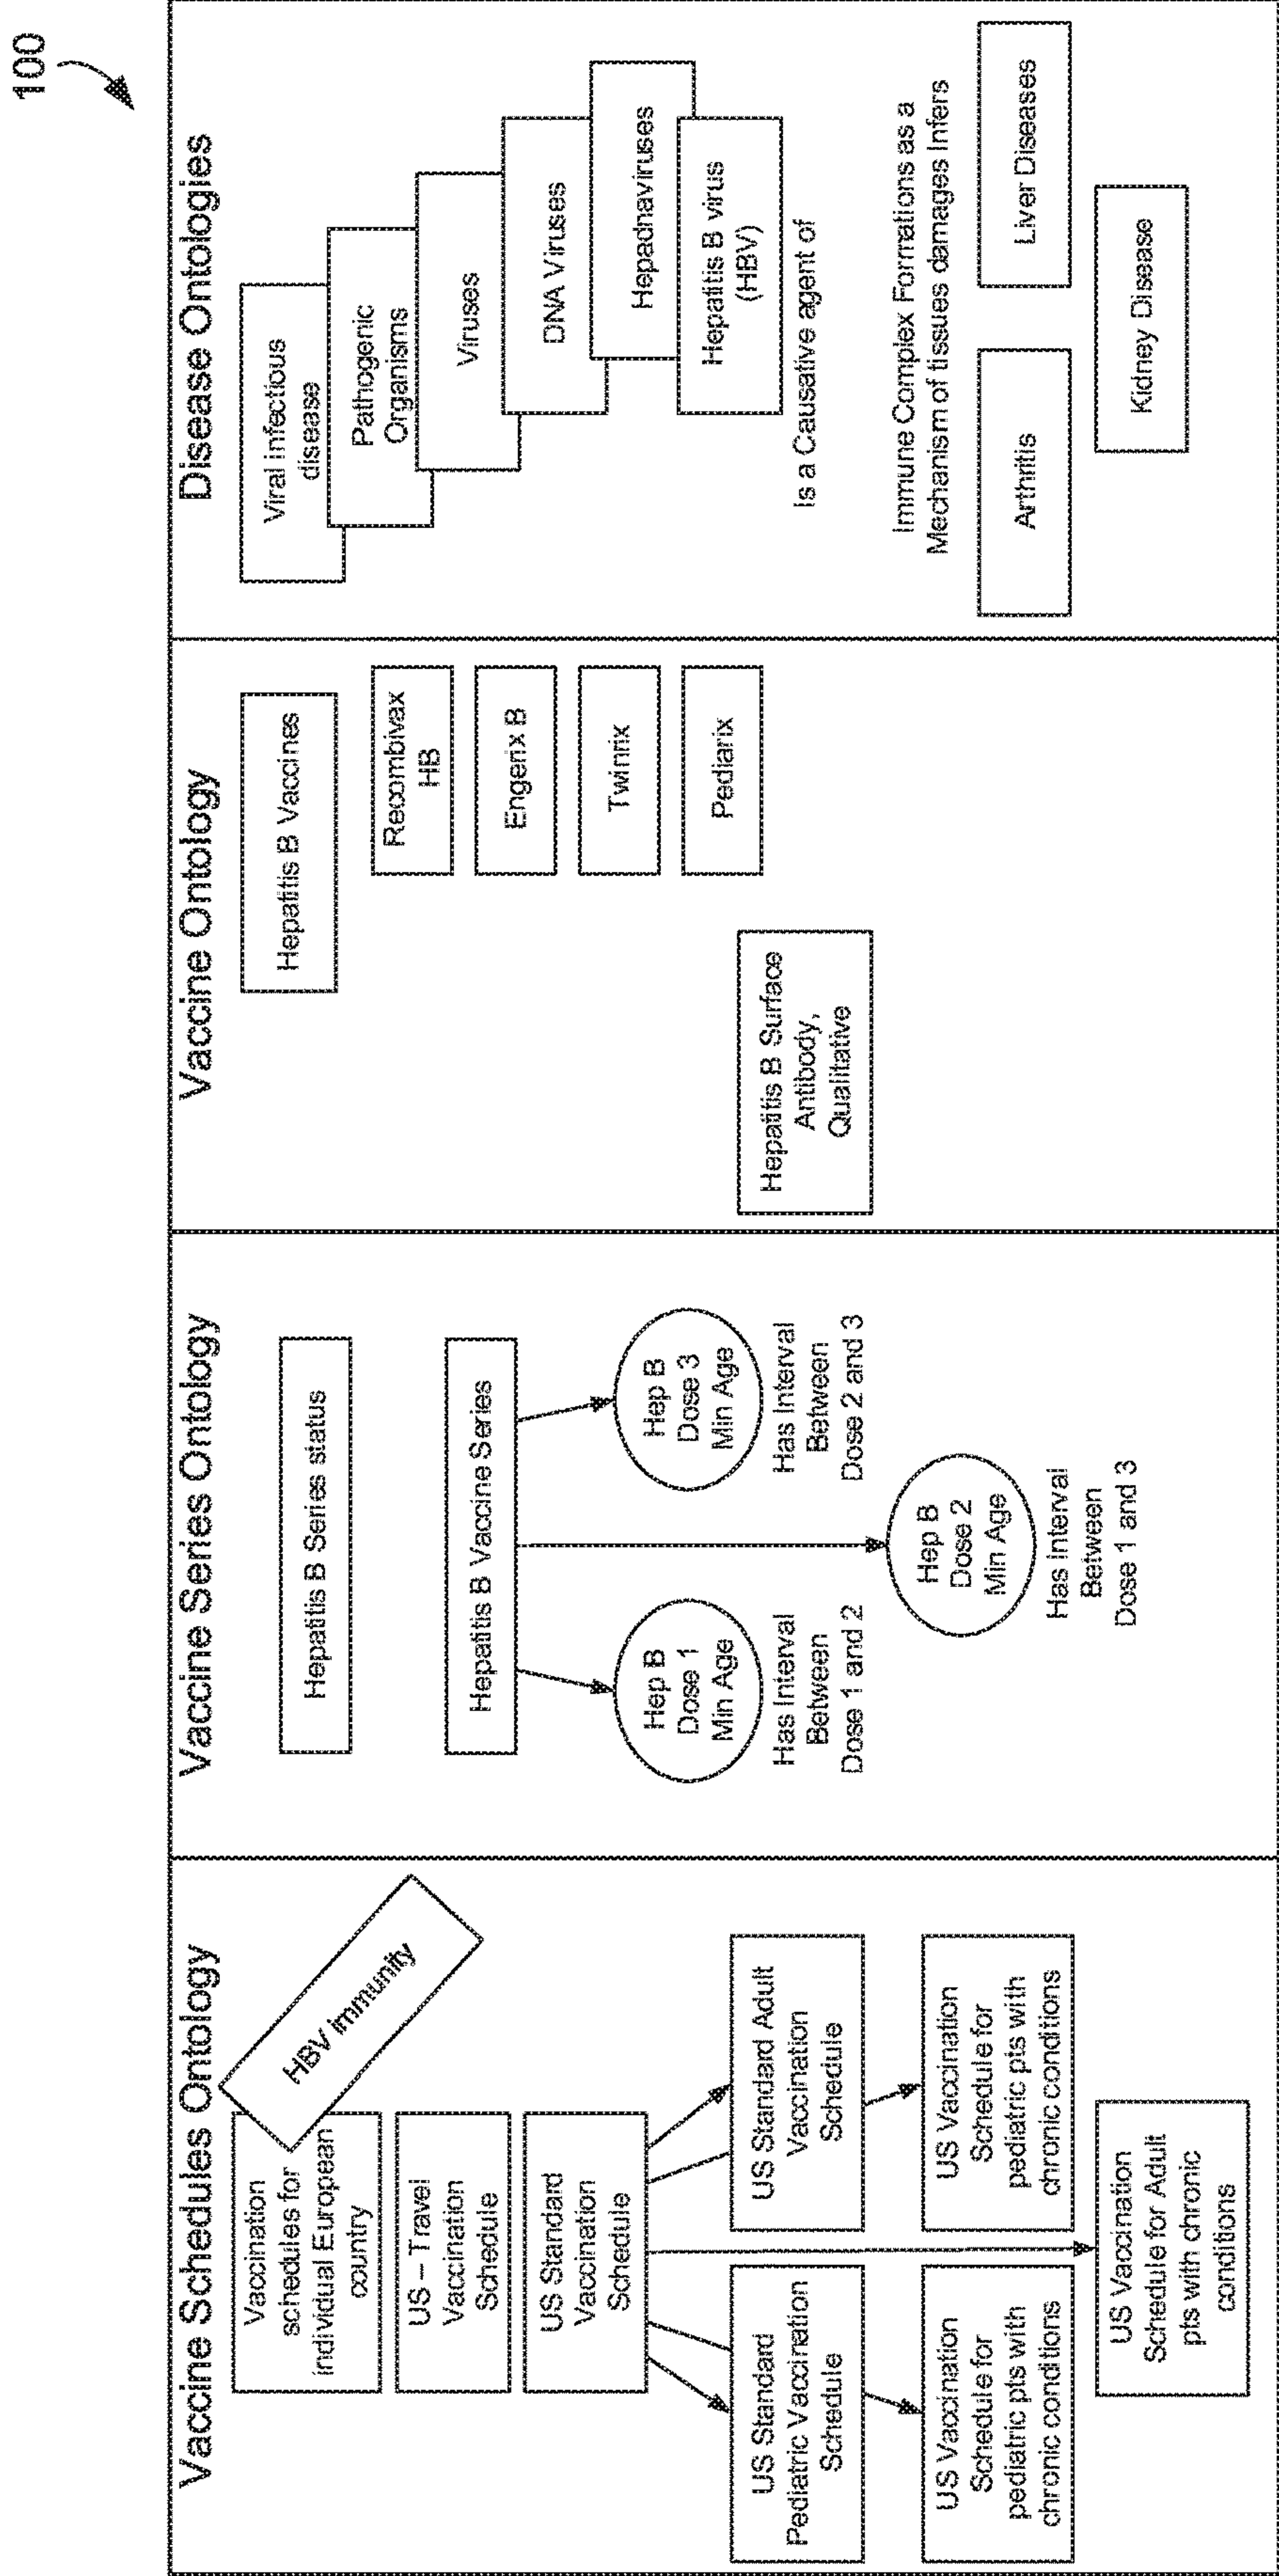 100
Vaccine Schedules Ontology
HBV immunity
Vaccination
schedules for
individual European
country
US – Travel
Vaccination
Schedule
US Standard
Vaccination
Schedule
US Standard
Pediatric Vaccination
Schedule
US Standard Adult
Vaccination
Schedule
US Vaccination
Schedule for
pediatric pts with
chronic conditions
US Vaccination
Schedule for
pediatric pts with
chronic conditions
US Vaccination
Schedule for Adult
pts with chronic
conditions
Vaccine Series Ontology
Hepatitis B Series status
Hepatitis B Vaccine Series
Hep B
Dose 1
Min Age
Has Interval
Between
Dose 1 and 2
Hep B
Dose 3
Min Age
Has Interval
Between
Dose 2 and 3
Hep B
Dose 2
Min Age
Has Interval
Between
Dose 1 and 3
Vaccine Ontology
Hepatitis B Vaccines
Recombivax
HB
Engerix B
Twinrix
Pediarix
Hepatitis B Surface
Antibody,
Qualitative
Disease Ontologies
Viral infectious
disease
Pathogenic
Organisms
Viruses
DNA Viruses
Hepadnaviruses
Hepatitis B virus
(HBV)
Is a Causative agent of
Immune Complex Formations as a
Mechanism of tissues damages Infers
Arthritis
Liver Diseases
Kidney Disease